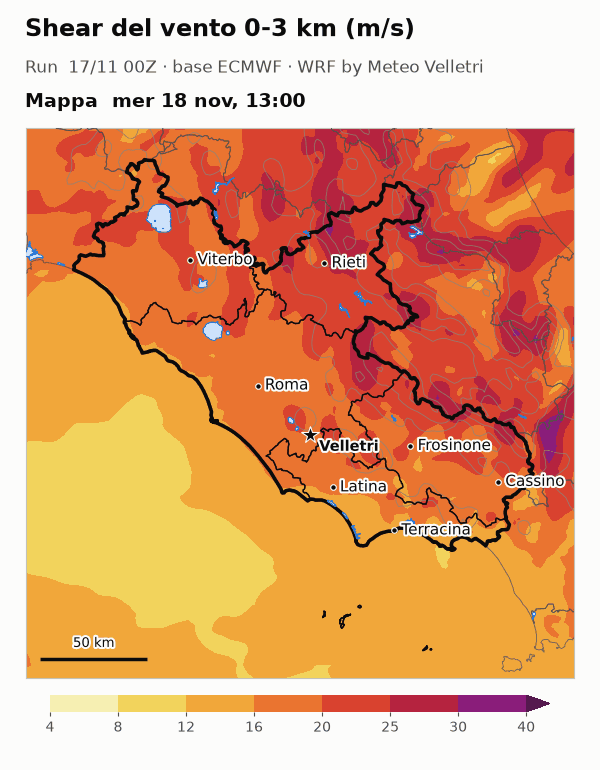 Shear del vento 0-3 km (m/s)
Run 17/11 00Z · base ECMWF · WRF by Meteo Velletri
Mappa mer 18 nov, 13:00
Viterbo
Rieti
Roma
Velletri
Frosinone
Cassino
Latina
Terracina
50 km
4 8 12 16 20 25 30 40